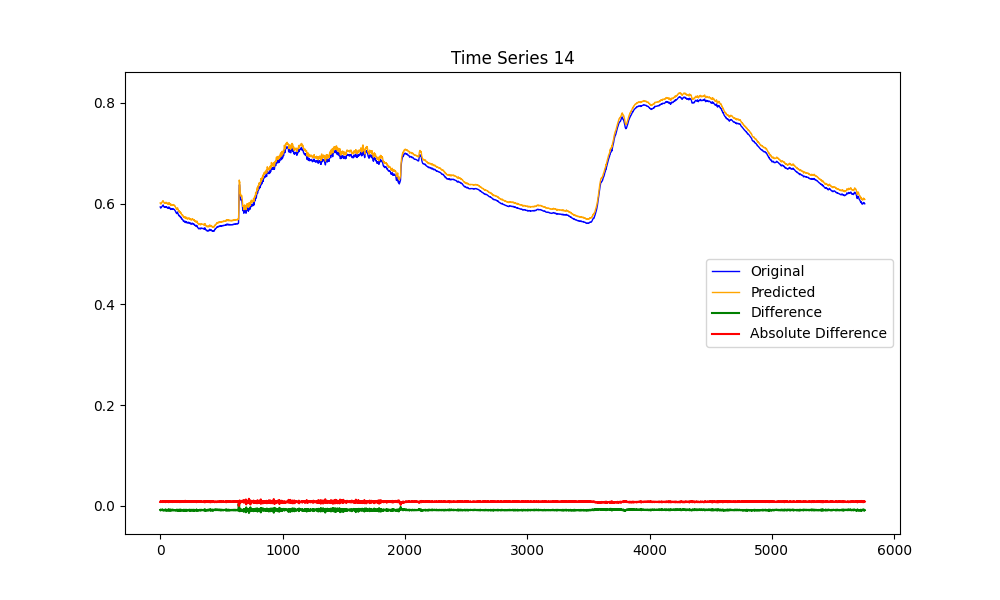 Time Series 14
0.8
0.6
0.4
0.2
0.0
Original
Predicted
Difference
Absolute Difference
0 1000 2000 3000 4000 5000 6000